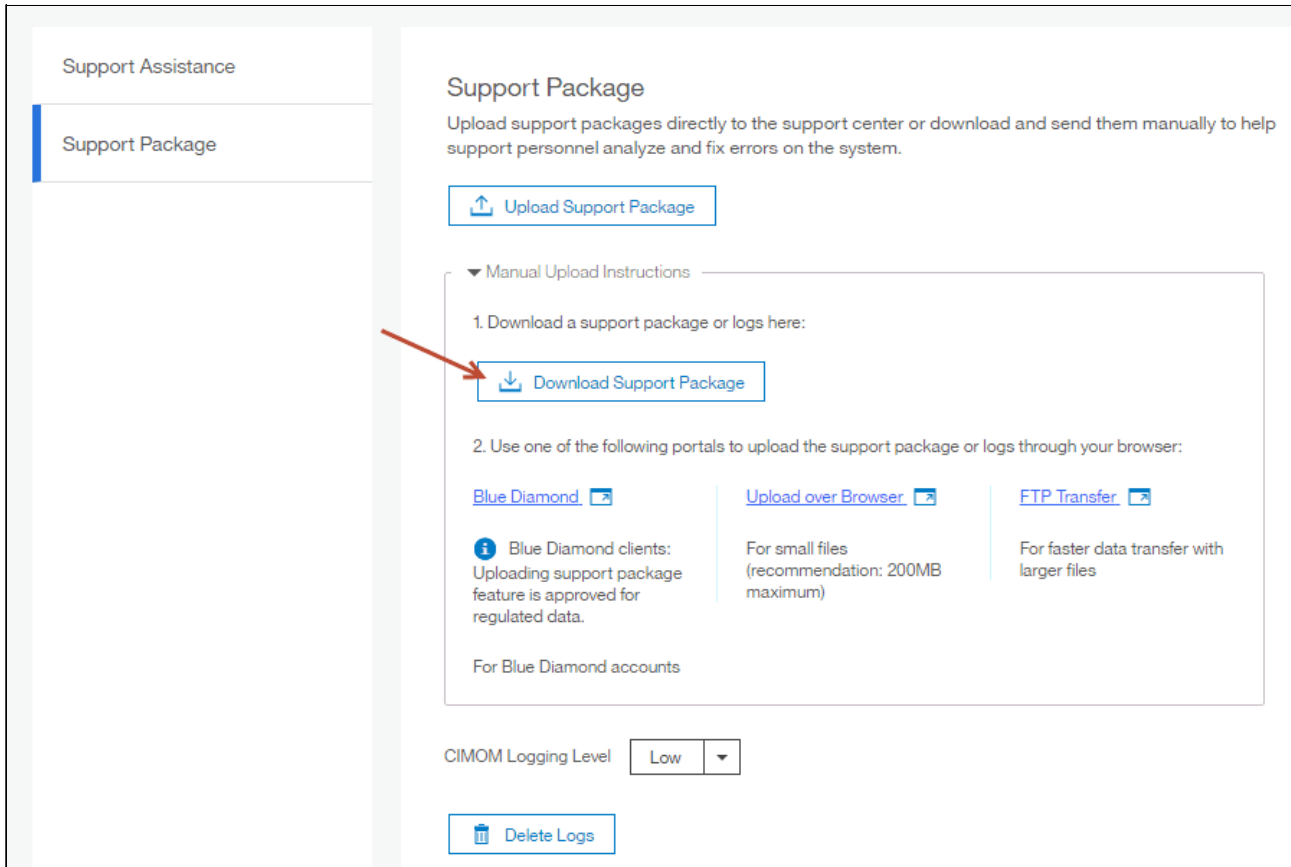 Support Assistance
Support Package
Support Package
Upload support packages directly to the support center or download and send them manually to help
support personnel analyze and fix errors on the system.
Upload Support Package
Manual Upload Instructions
1. Download a support package or logs here:
Download Support Package
2. Use one of the following portals to upload the support package or logs through your browser:
Blue Diamond
Upload over Browser
FTP Transfer
Blue Diamond clients:
Uploading support package
feature is approved for
regulated data.
For small files
(recommendation: 200MB
maximum)
For faster data transfer with
larger files
For Blue Diamond accounts
CIMOM Logging Level
Low
Delete Logs